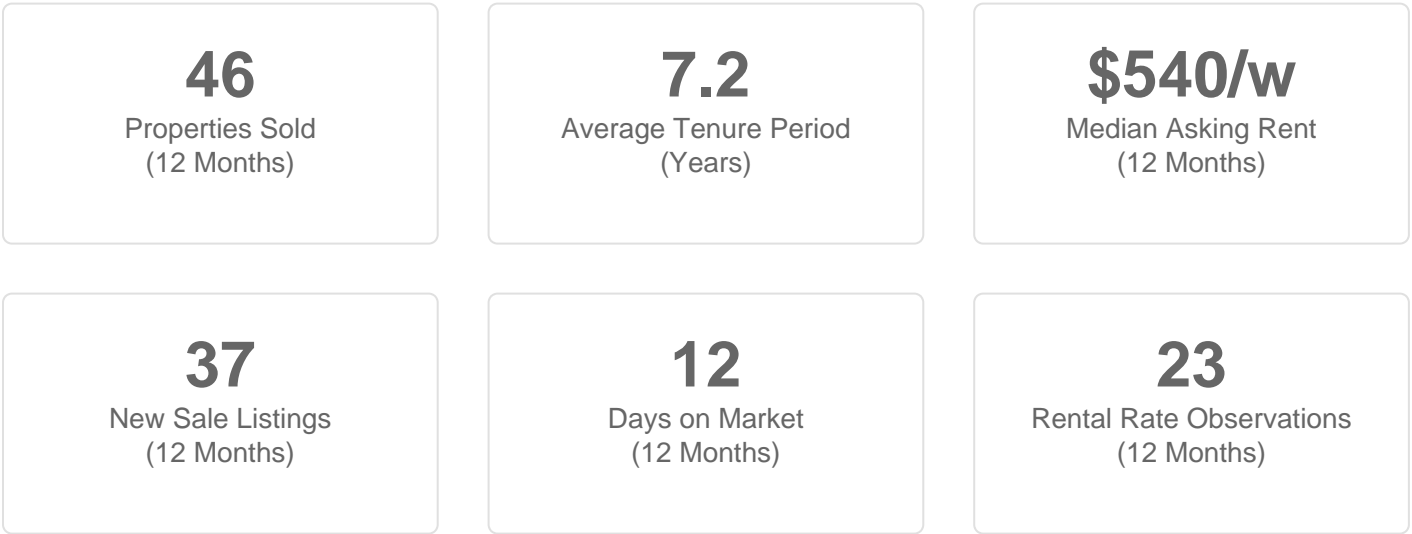 46
Properties Sold
(12 Months)
7.2
Average Tenure Period
(Years)
$540/w
Median Asking Rent
(12 Months)
37
New Sale Listings
(12 Months)
12
Days on Market
(12 Months)
23
Rental Rate Observations
(12 Months)